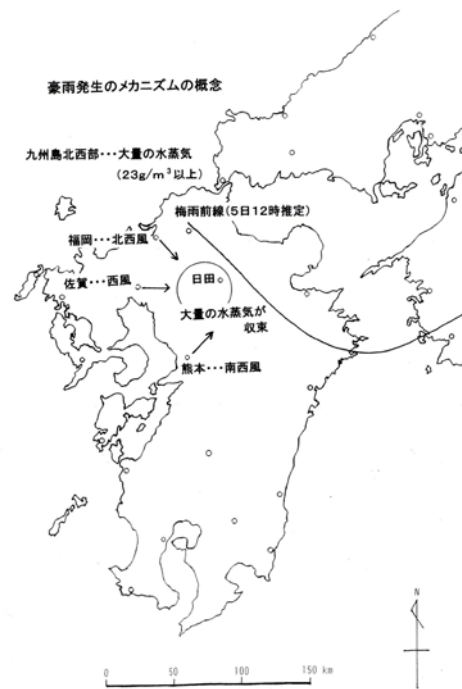 豪雨発生のメカニズムの概念
九州島北西部･･･大量の水蒸気
(23g/m³以上)
梅雨前線(5日12時推定)
福岡･･･北西風
佐賀･･･西風
日田
大量の水蒸気が
収束
熊本･･･南西風
N
0 50 100 150 km